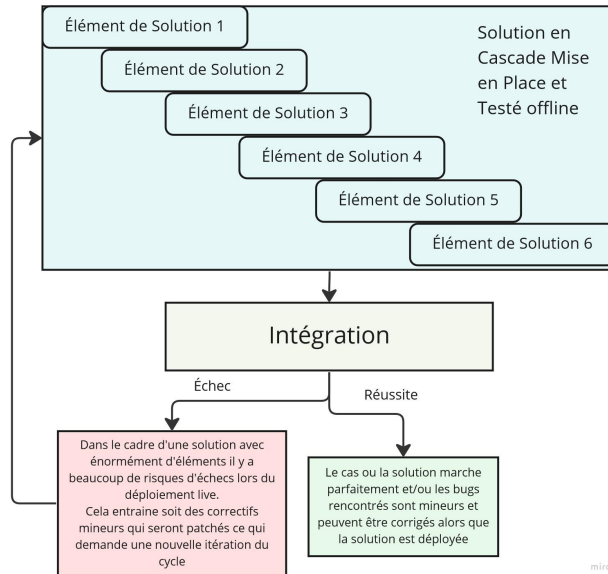 Élément de Solution 1
Solution en
Cascade Mise
en Place et
Testé offline
Élément de Solution 2
Élément de Solution 3
Élément de Solution 4
Élément de Solution 5
Élément de Solution 6
Intégration
Échec
Réussite
Dans le cadre d'une solution avec
énormément d'éléments il y a
beaucoup de risques d'échecs lors du
déploiement live.
Cela entraine soit des correctifs
mineurs qui seront patchés ce qui
demande une nouvelle itération du
cycle
Le cas ou la solution marche
parfaitement et/ou les bugs
rencontrés sont mineurs et
peuvent être corrigés alors que
la solution est déployée
miro